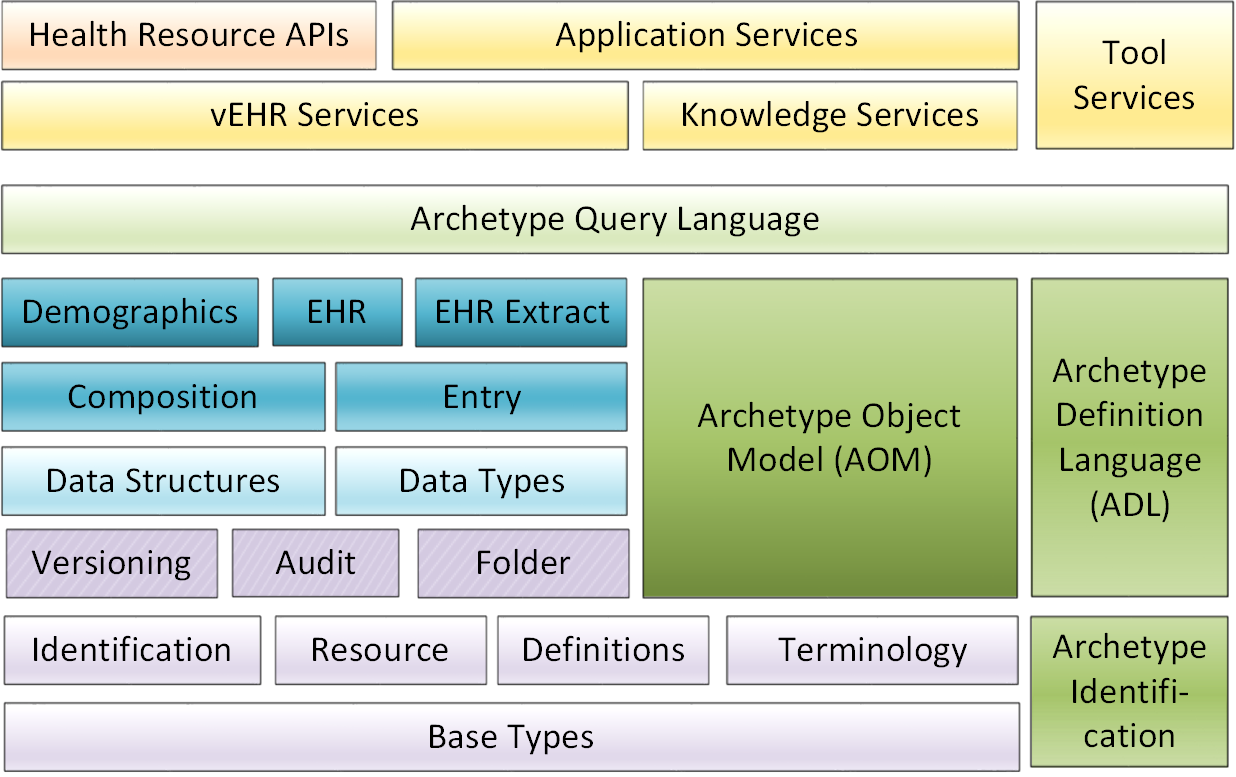 Health Resource APIs
Application Services
Tool
Services
vEHR Services
Knowledge Services
Archetype Query Language
Demographics
EHR
EHR Extract
Composition
Entry
Data Structures
Data Types
Versioning
Audit
Folder
Archetype Object
Model (AOM)
Archetype
Definition
Language
(ADL)
Identification
Resource
Definitions
Terminology
Archetype
Identifi-
cation
Base Types